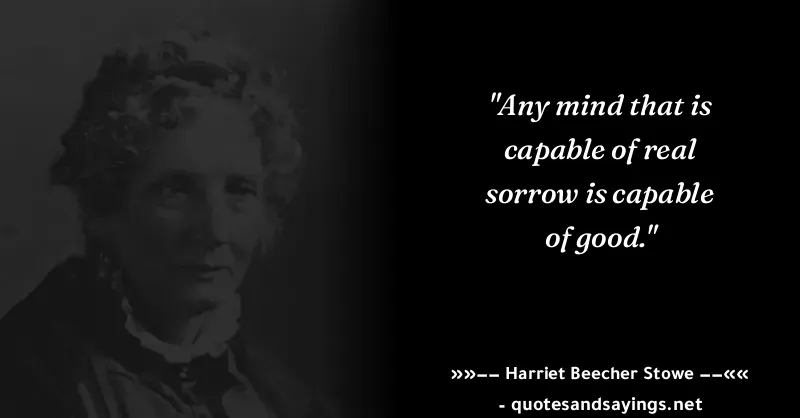 "Any mind that is
capable of real
sorrow is capable
of good."
»»–– Harriet Beecher Stowe ––««
- quotesandsayings.net